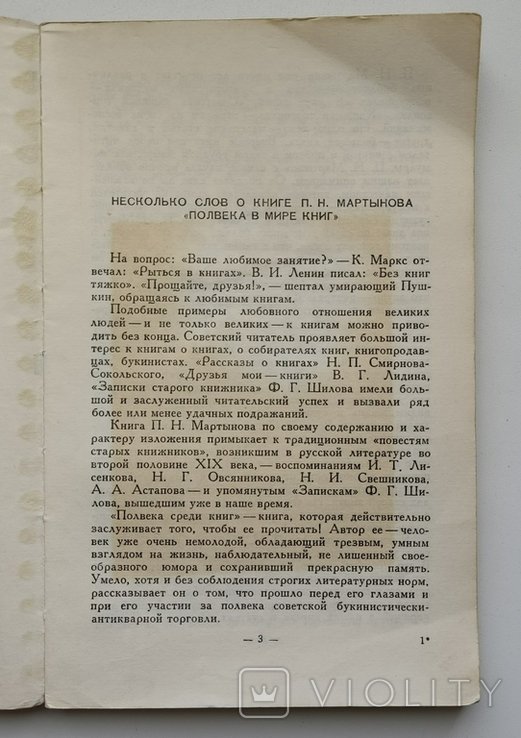 НЕСКОЛЬКО СЛОВ О КНИГЕ П. Н. МАРТЫНОВА
«ПОЛВЕКА В МИРЕ КНИГ»
На вопрос: «Ваше любимое занятие?» — К. Маркс от-
вечал: «Рыться в книгах». В. И. Ленин писал: «Без книг
тяжко». «Прощайте, друзья!», — шептал умирающий Пуш-
кин, обращаясь к любимым книгам.
Подобные примеры любовного отношения великих
людей — и не только великих — к книгам можно приво-
дить без конца. Советский читатель проявляет большой ин-
терес к книгам о книгах, о собирателях книг, книгопродав-
цах, букинистах. «Рассказы о книгах» Н. П. Смирнова-
Сокольского, «Друзья мои — книги» В. Г. Лидина,
«Записки старого книжника» Ф. Г. Шилова имели боль-
шой и заслуженный читательский успех и вызвали ряд
более или менее удачных подражаний.
Книга П. Н. Мартынова по своему содержанию и ха-
рактеру изложения примыкает к традиционным «повестям
старых книжников», возникшим в русской литературе во
второй половине XIX века, — воспоминаниям И. Т. Ли-
сенкова, Н. Г. Овсянникова, Н. И. Свешникова,
А. А. Астапова — и упомянутым «Запискам» Ф. Г. Ши-
лова, вышедшим уже в наше время.
«Полвека среди книг» — книга, которая действительно
заслуживает того, чтобы ее прочитать! Автор ее — чело-
век уже очень немолодой, обладающий трезвым, умным
взглядом на жизнь, наблюдательный, не лишенный свое-
образного юмора и сохранивший прекрасную память.
Умело, хотя и без соблюдения строгих литературных норм,
рассказывает он о том, что прошло перед его глазами и
при его участии за полвека советской букинистически-
антикварной торговли.
— 3 —
1*
VIOLITY